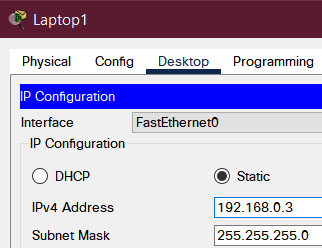 Laptop1
Physical Config Desktop Programming
IP Configuration
Interface FastEthernet0
IP Configuration
DHCP Static
IPv4 Address 192.168.0.3
Subnet Mask 255.255.255.0